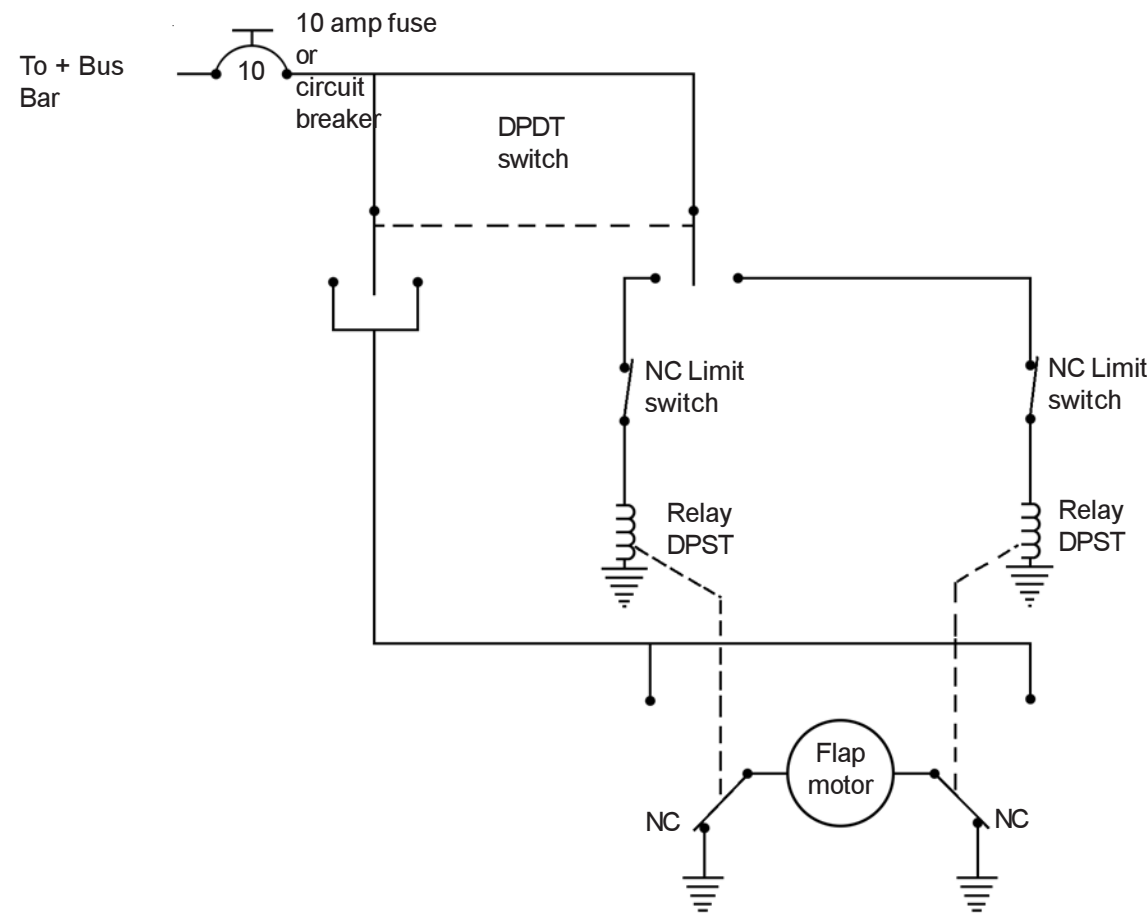 To + Bus
Bar
10
10 amp fuse
or
circuit
breaker
DPDT
switch
NC Limit
switch
NC Limit
switch
Relay
DPST
Relay
DPST
Flap
motor
NC
NC